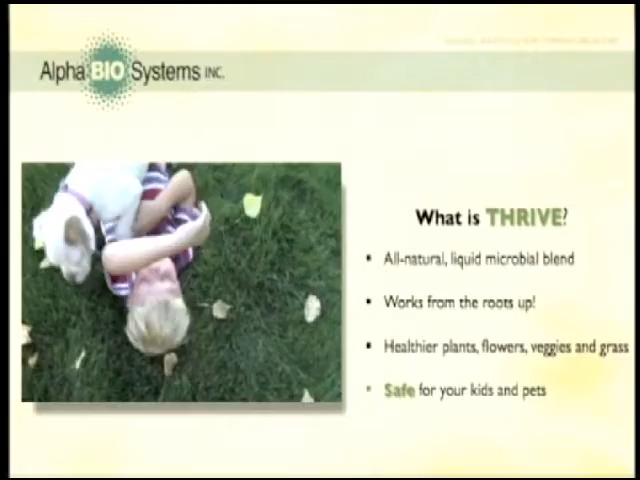 Alpha BIO Systems INC.
What is THRIVE?
▪ All-natural, liquid microbial blend
▪ Works from the roots up!
▪ Healthier plants, flowers, veggies and grass
▪ Safe for your kids and pets